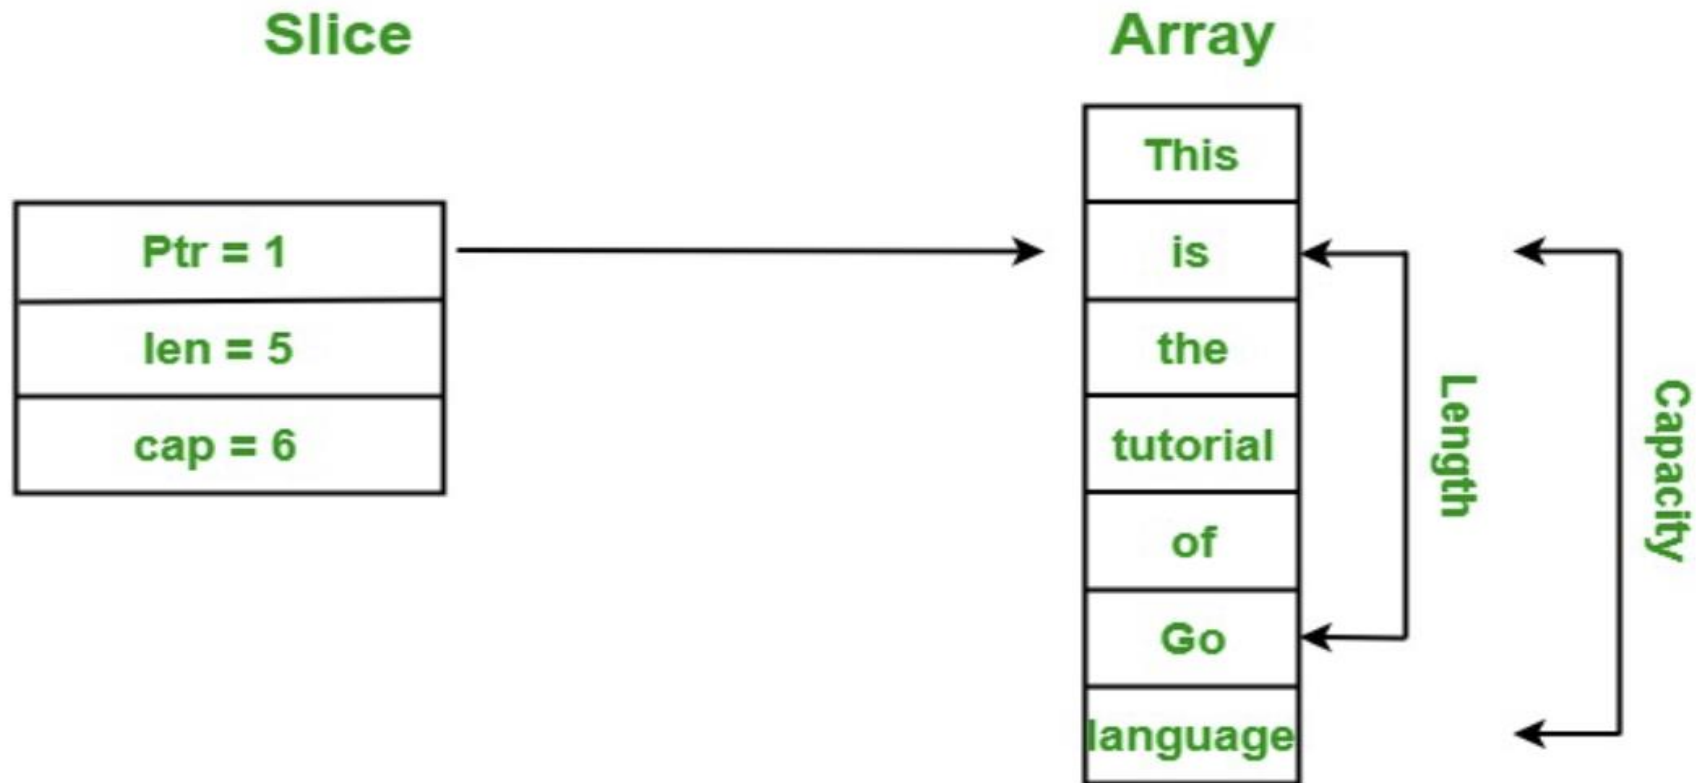 Slice
Array
Ptr = 1
len = 5
cap = 6
This
is
the
tutorial
of
Go
language
Length
Capacity